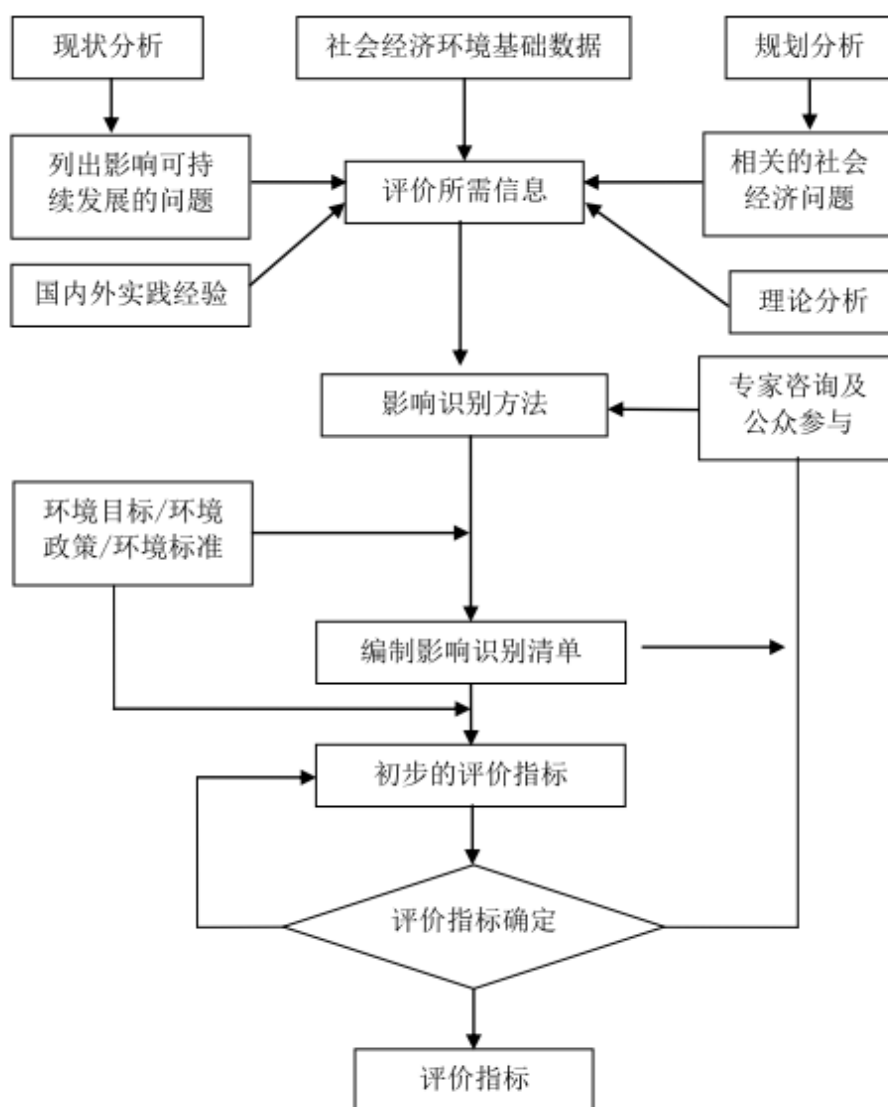 现状分析
社会经济环境基础数据
规划分析
列出影响可持
续发展的问题
评价所需信息
相关的社会
经济问题
国内外实践经验
理论分析
影响识别方法
专家咨询及
公众参与
环境目标/环境
政策/环境标准
编制影响识别清单
初步的评价指标
评价指标确定
评价指标